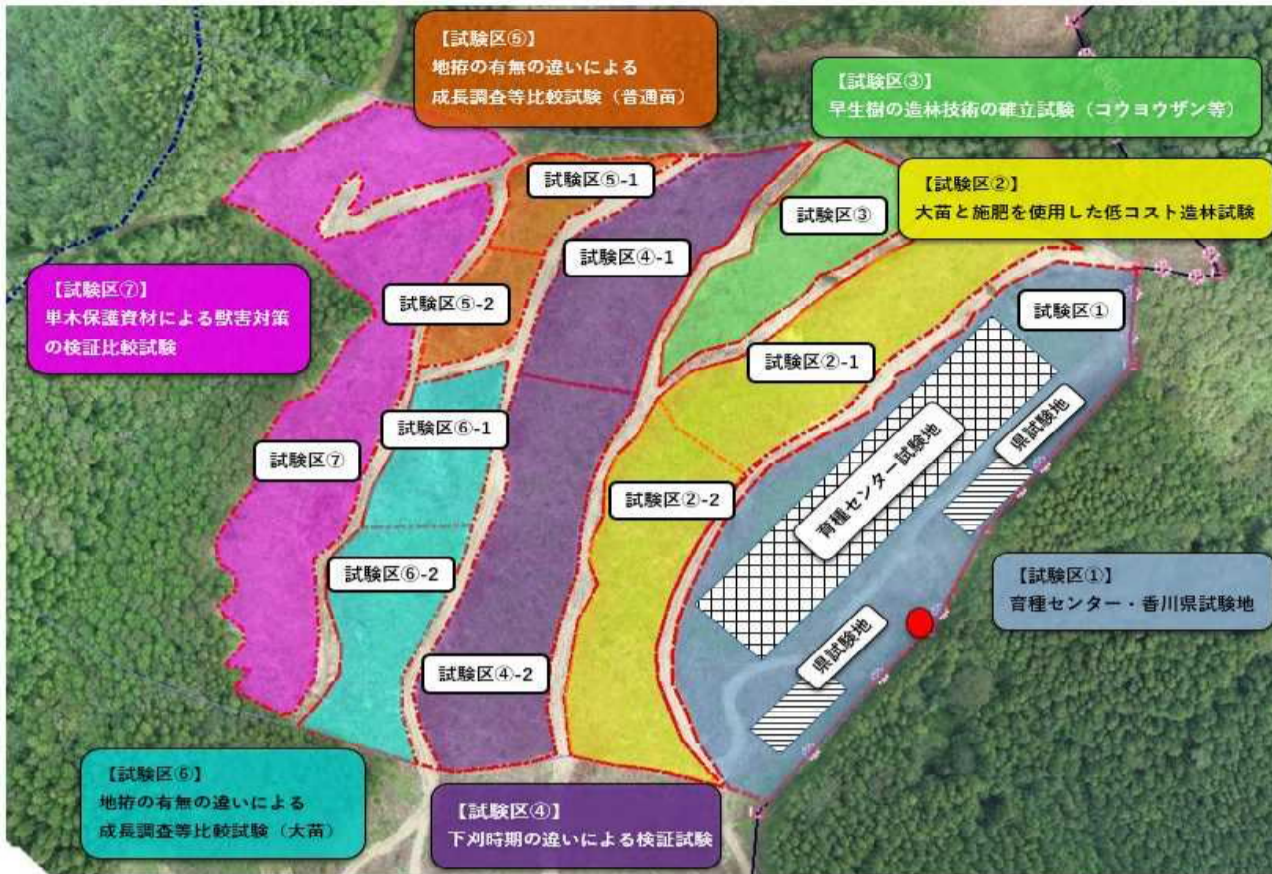 【試験区⑤】
地拵の有無の違いによる
成長調査等比較試験（普通苗）
【試験区③】
早生樹の造林技術の確立試験（コウヨウザン等）
【試験区②】
大苗と施肥を使用した低コスト造林試験
試験区⑤-1
試験区③
試験区④-1
試験区⑤-2
試験区①
【試験区⑦】
単木保護資材による獣害対策
の検証比較試験
試験区②-1
試験区⑥-1
県試験地
試験区⑦
育種センター試験地
試験区②-2
試験区⑥-2
【試験区①】
育種センター・香川県試験地
県試験地
試験区④-2
【試験区⑥】
地拵の有無の違いによる
成長調査等比較試験（大苗）
【試験区④】
下刈時期の違いによる検証試験